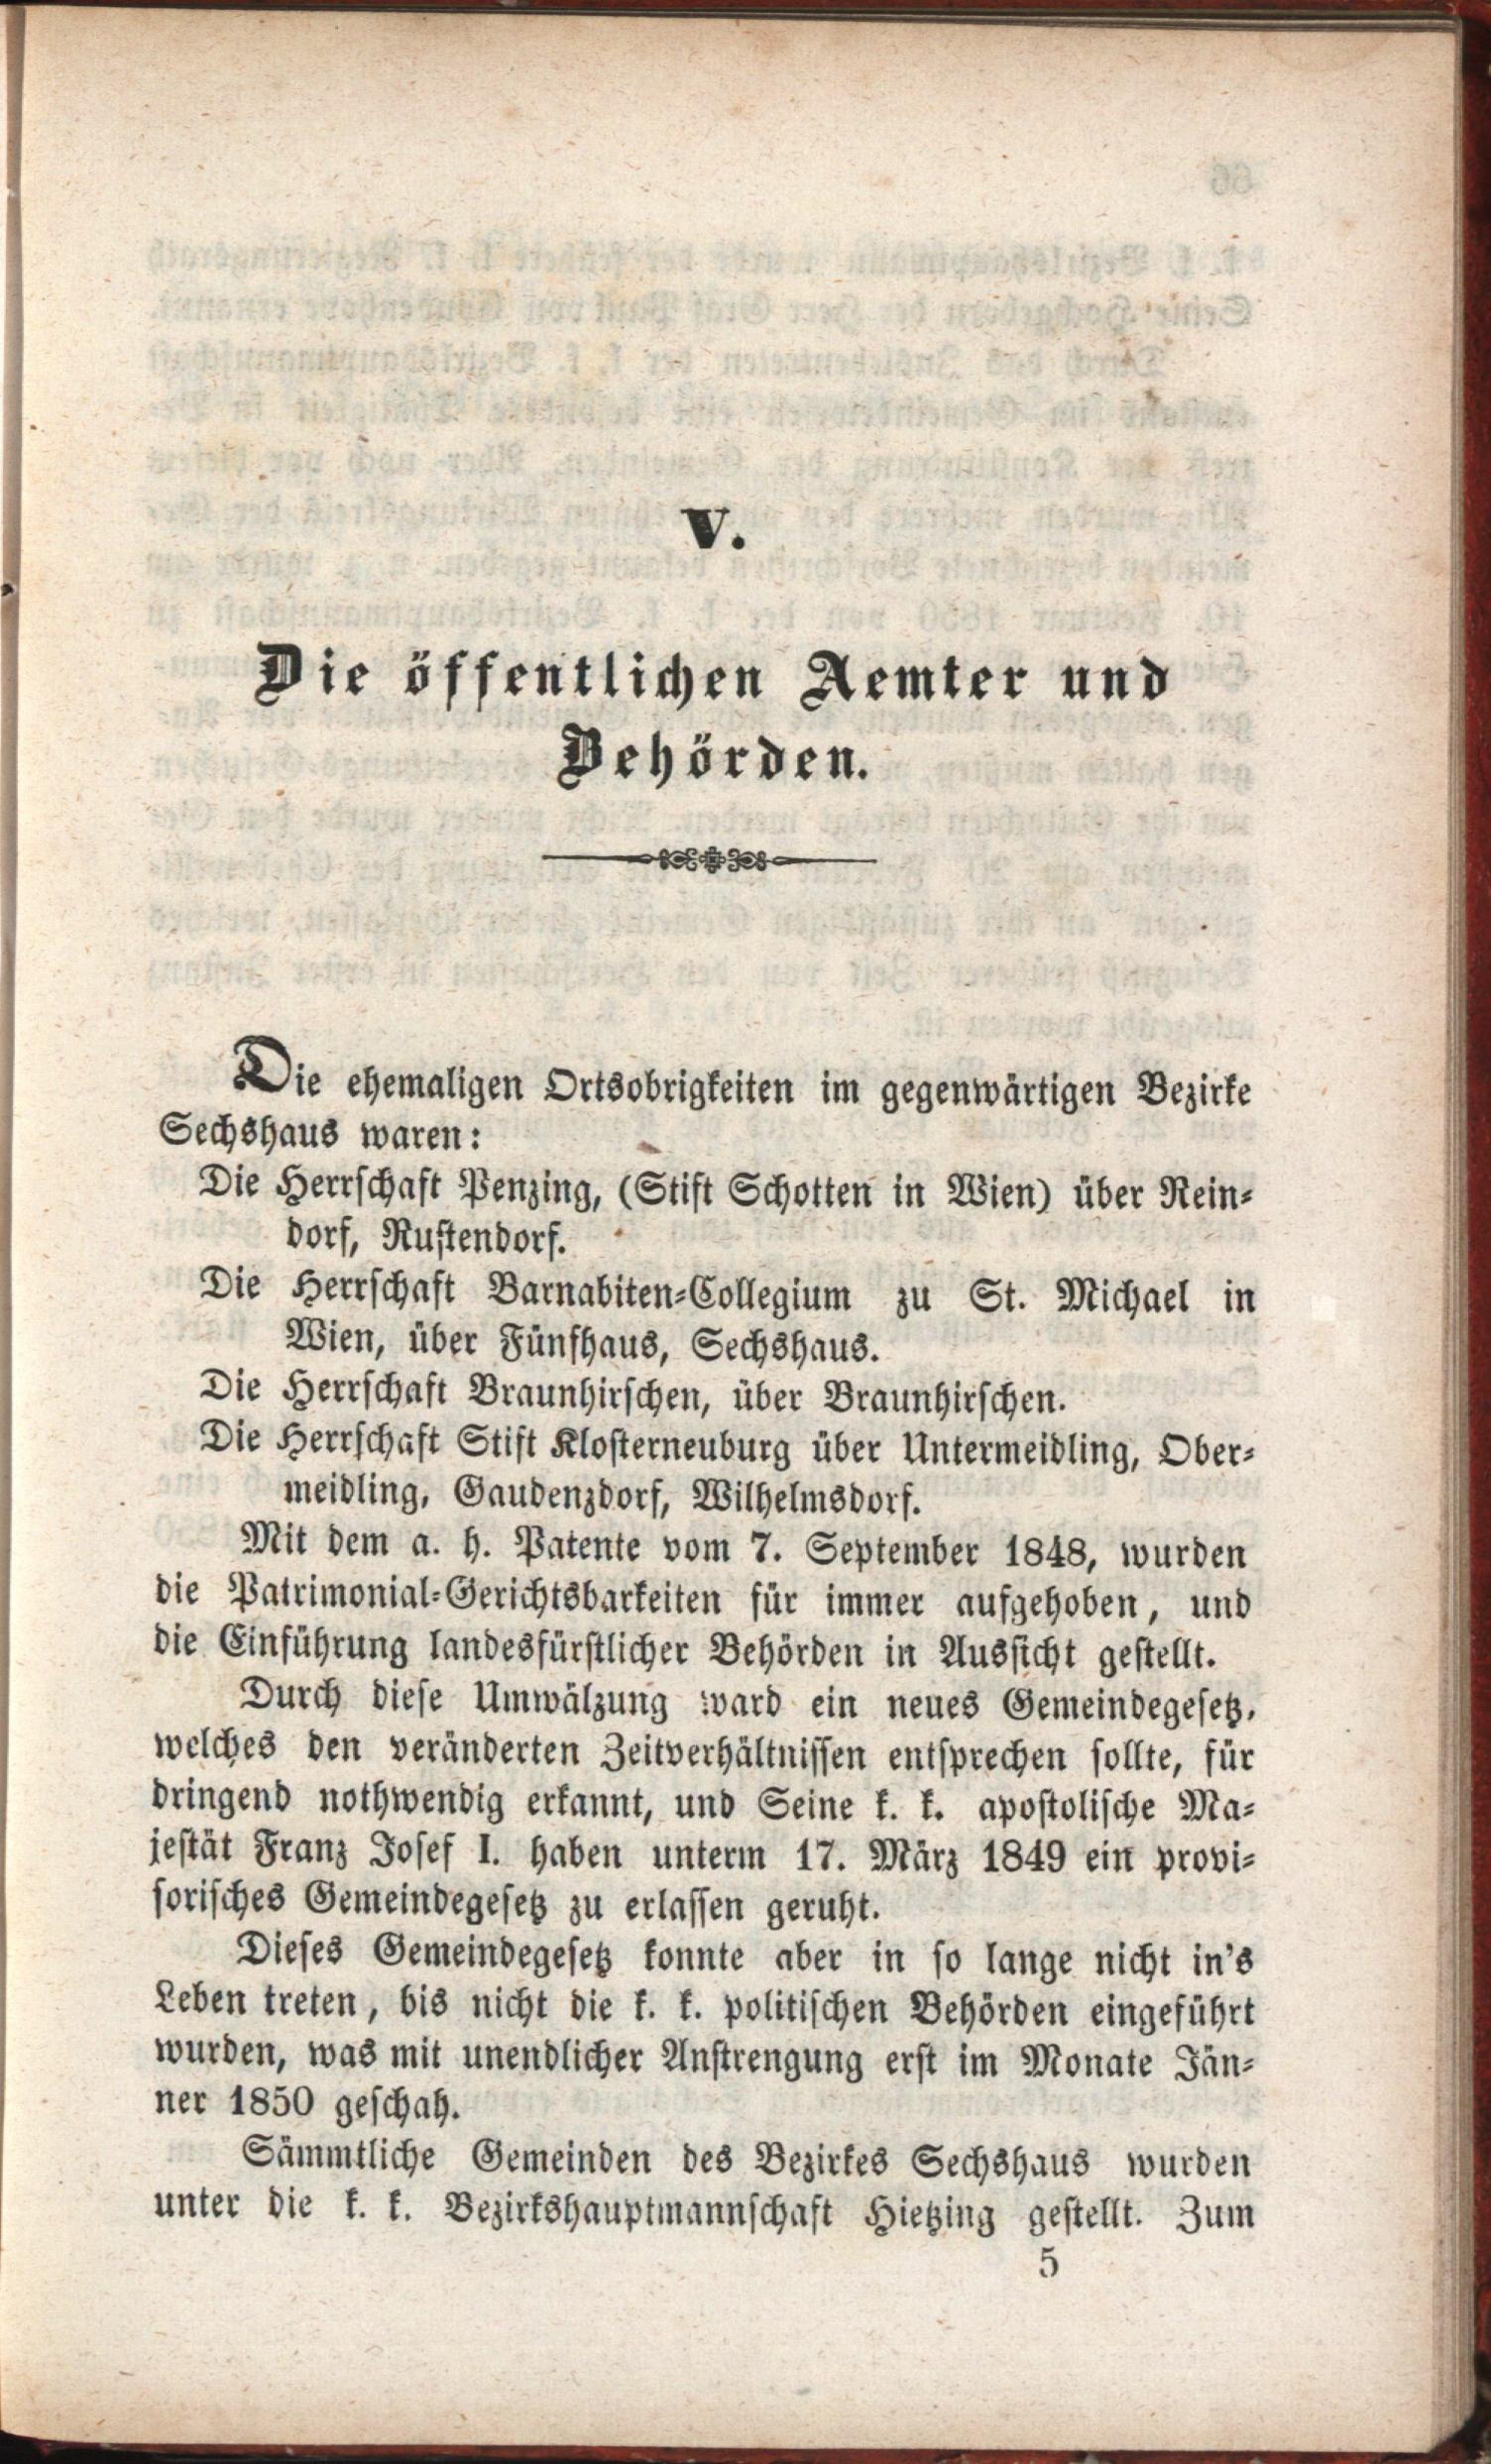 V.
Die öffentlichen Aemter und
Behörden.
Die ehemaligen Ortsobrigkeiten im gegenwärtigen Bezirke
Sechshaus waren:
Die Herrschaft Penzing, (Stift Schotten in Wien) über Rein-
dorf, Rustendorf.
Die Herrschaft Barnabiten-Collegium zu St. Michael in
Wien, über Fünfhaus, Sechshaus.
Die Herrschaft Braunhirschen, über Braunhirschen.
Die Herrschaft Stift Klosterneuburg über Untermeidling, Ober-
meidling, Gaudenzdorf, Wilhelmsdorf.
Mit dem a. h. Patente vom 7. September 1848, wurden
die Patrimonial-Gerichtsbarkeiten für immer aufgehoben, und
die Einführung landesfürstlicher Behörden in Aussicht gestellt.
Durch diese Umwälzung ward ein neues Gemeindegesetz,
welches den veränderten Zeitverhältnissen entsprechen sollte, für
dringend nothwendig erkannt, und Seine k. k. apostolische Ma-
jestät Franz Josef I. haben unterm 17. März 1849 ein provi-
sorisches Gemeindegesetz zu erlassen geruht.
Dieses Gemeindegesetz konnte aber in so lange nicht in's
Leben treten, bis nicht die k. k. politischen Behörden eingeführt
wurden, was mit unendlicher Anstrengung erst im Monate Jän-
ner 1850 geschah.
Sämmtliche Gemeinden des Bezirkes Sechshaus wurden
unter die k. k. Bezirkshauptmannschaft Hietzing gestellt. Zum
5